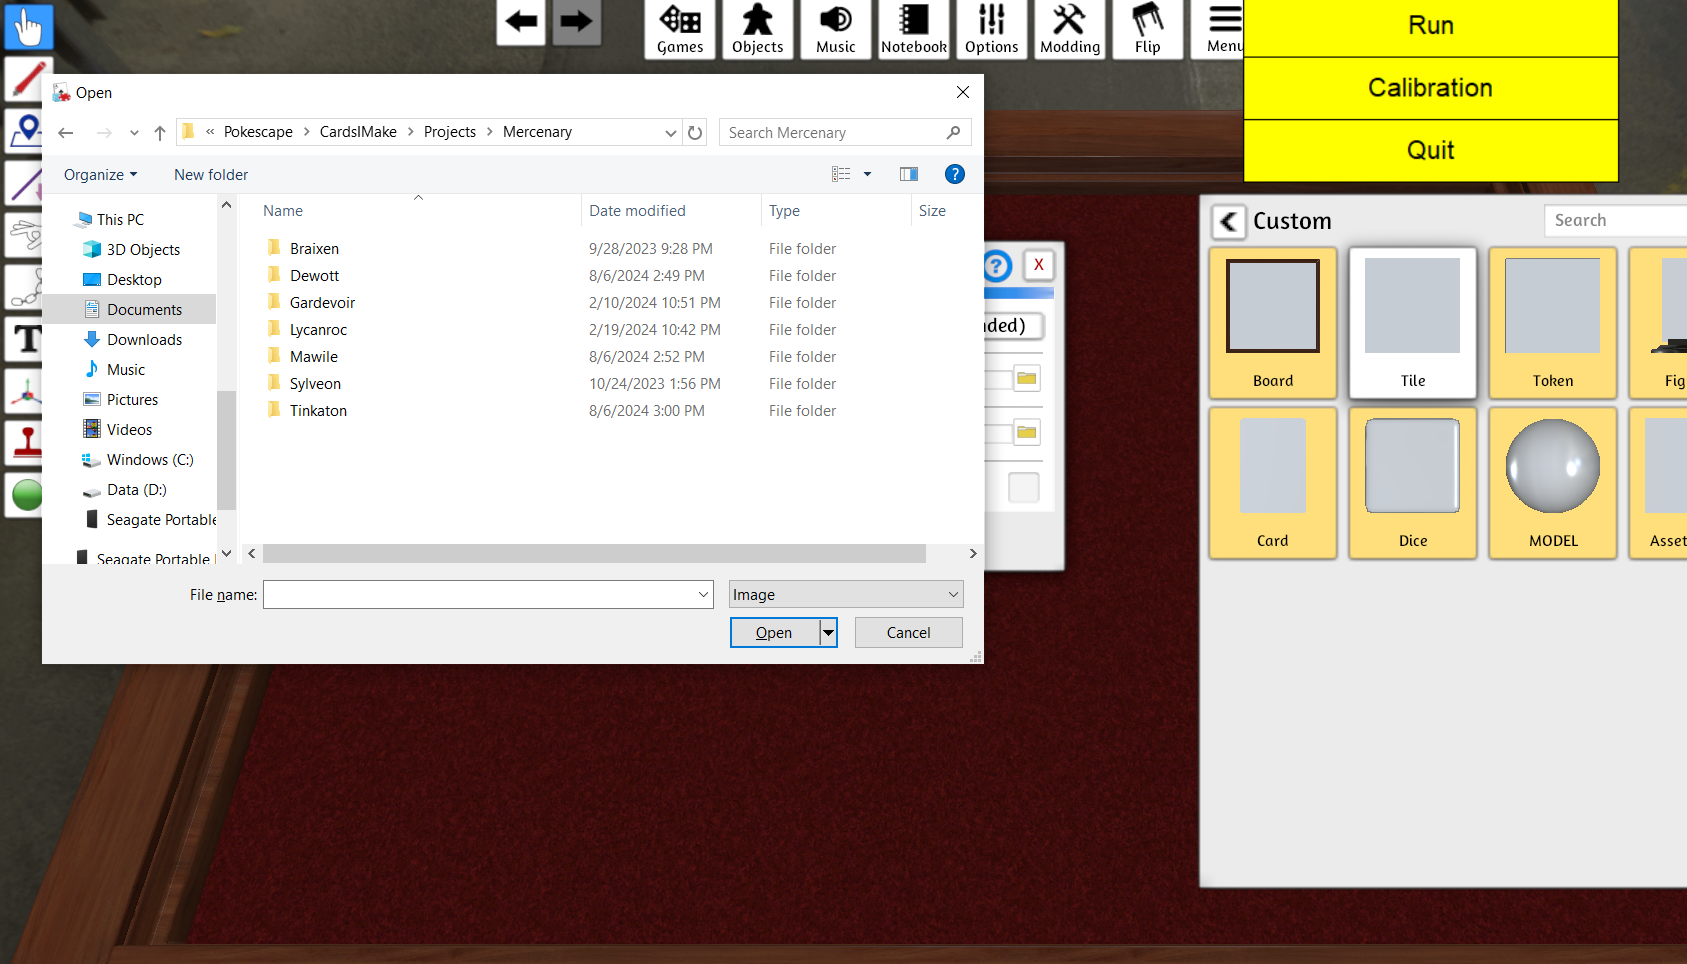 Games
Objects
Music
Notebook
Options
Modding
Flip
Menu
Run
Calibration
Quit
Open
« Pokescape > CardsIMake > Projects > Mercenary
Search Mercenary
Organize
New folder
?
This PC
3D Objects
Desktop
Documents
Downloads
Music
Pictures
Videos
Windows (C:)
Data (D:)
Seagate Portable
Seagate Portable
Name Date modified Type Size
Braixen 9/28/2023 9:28 PM File folder
Dewott 8/6/2024 2:49 PM File folder
Gardevoir 2/10/2024 10:51 PM File folder
Lycanroc 2/19/2024 10:42 PM File folder
Mawile 8/6/2024 2:52 PM File folder
Sylveon 10/24/2023 1:56 PM File folder
Tinkaton 8/6/2024 3:00 PM File folder
File name:
Image
Open
Cancel
T
? X
ded)
Custom
Search
Board
Tile
Token
Fig
Card
Dice
MODEL
Asset